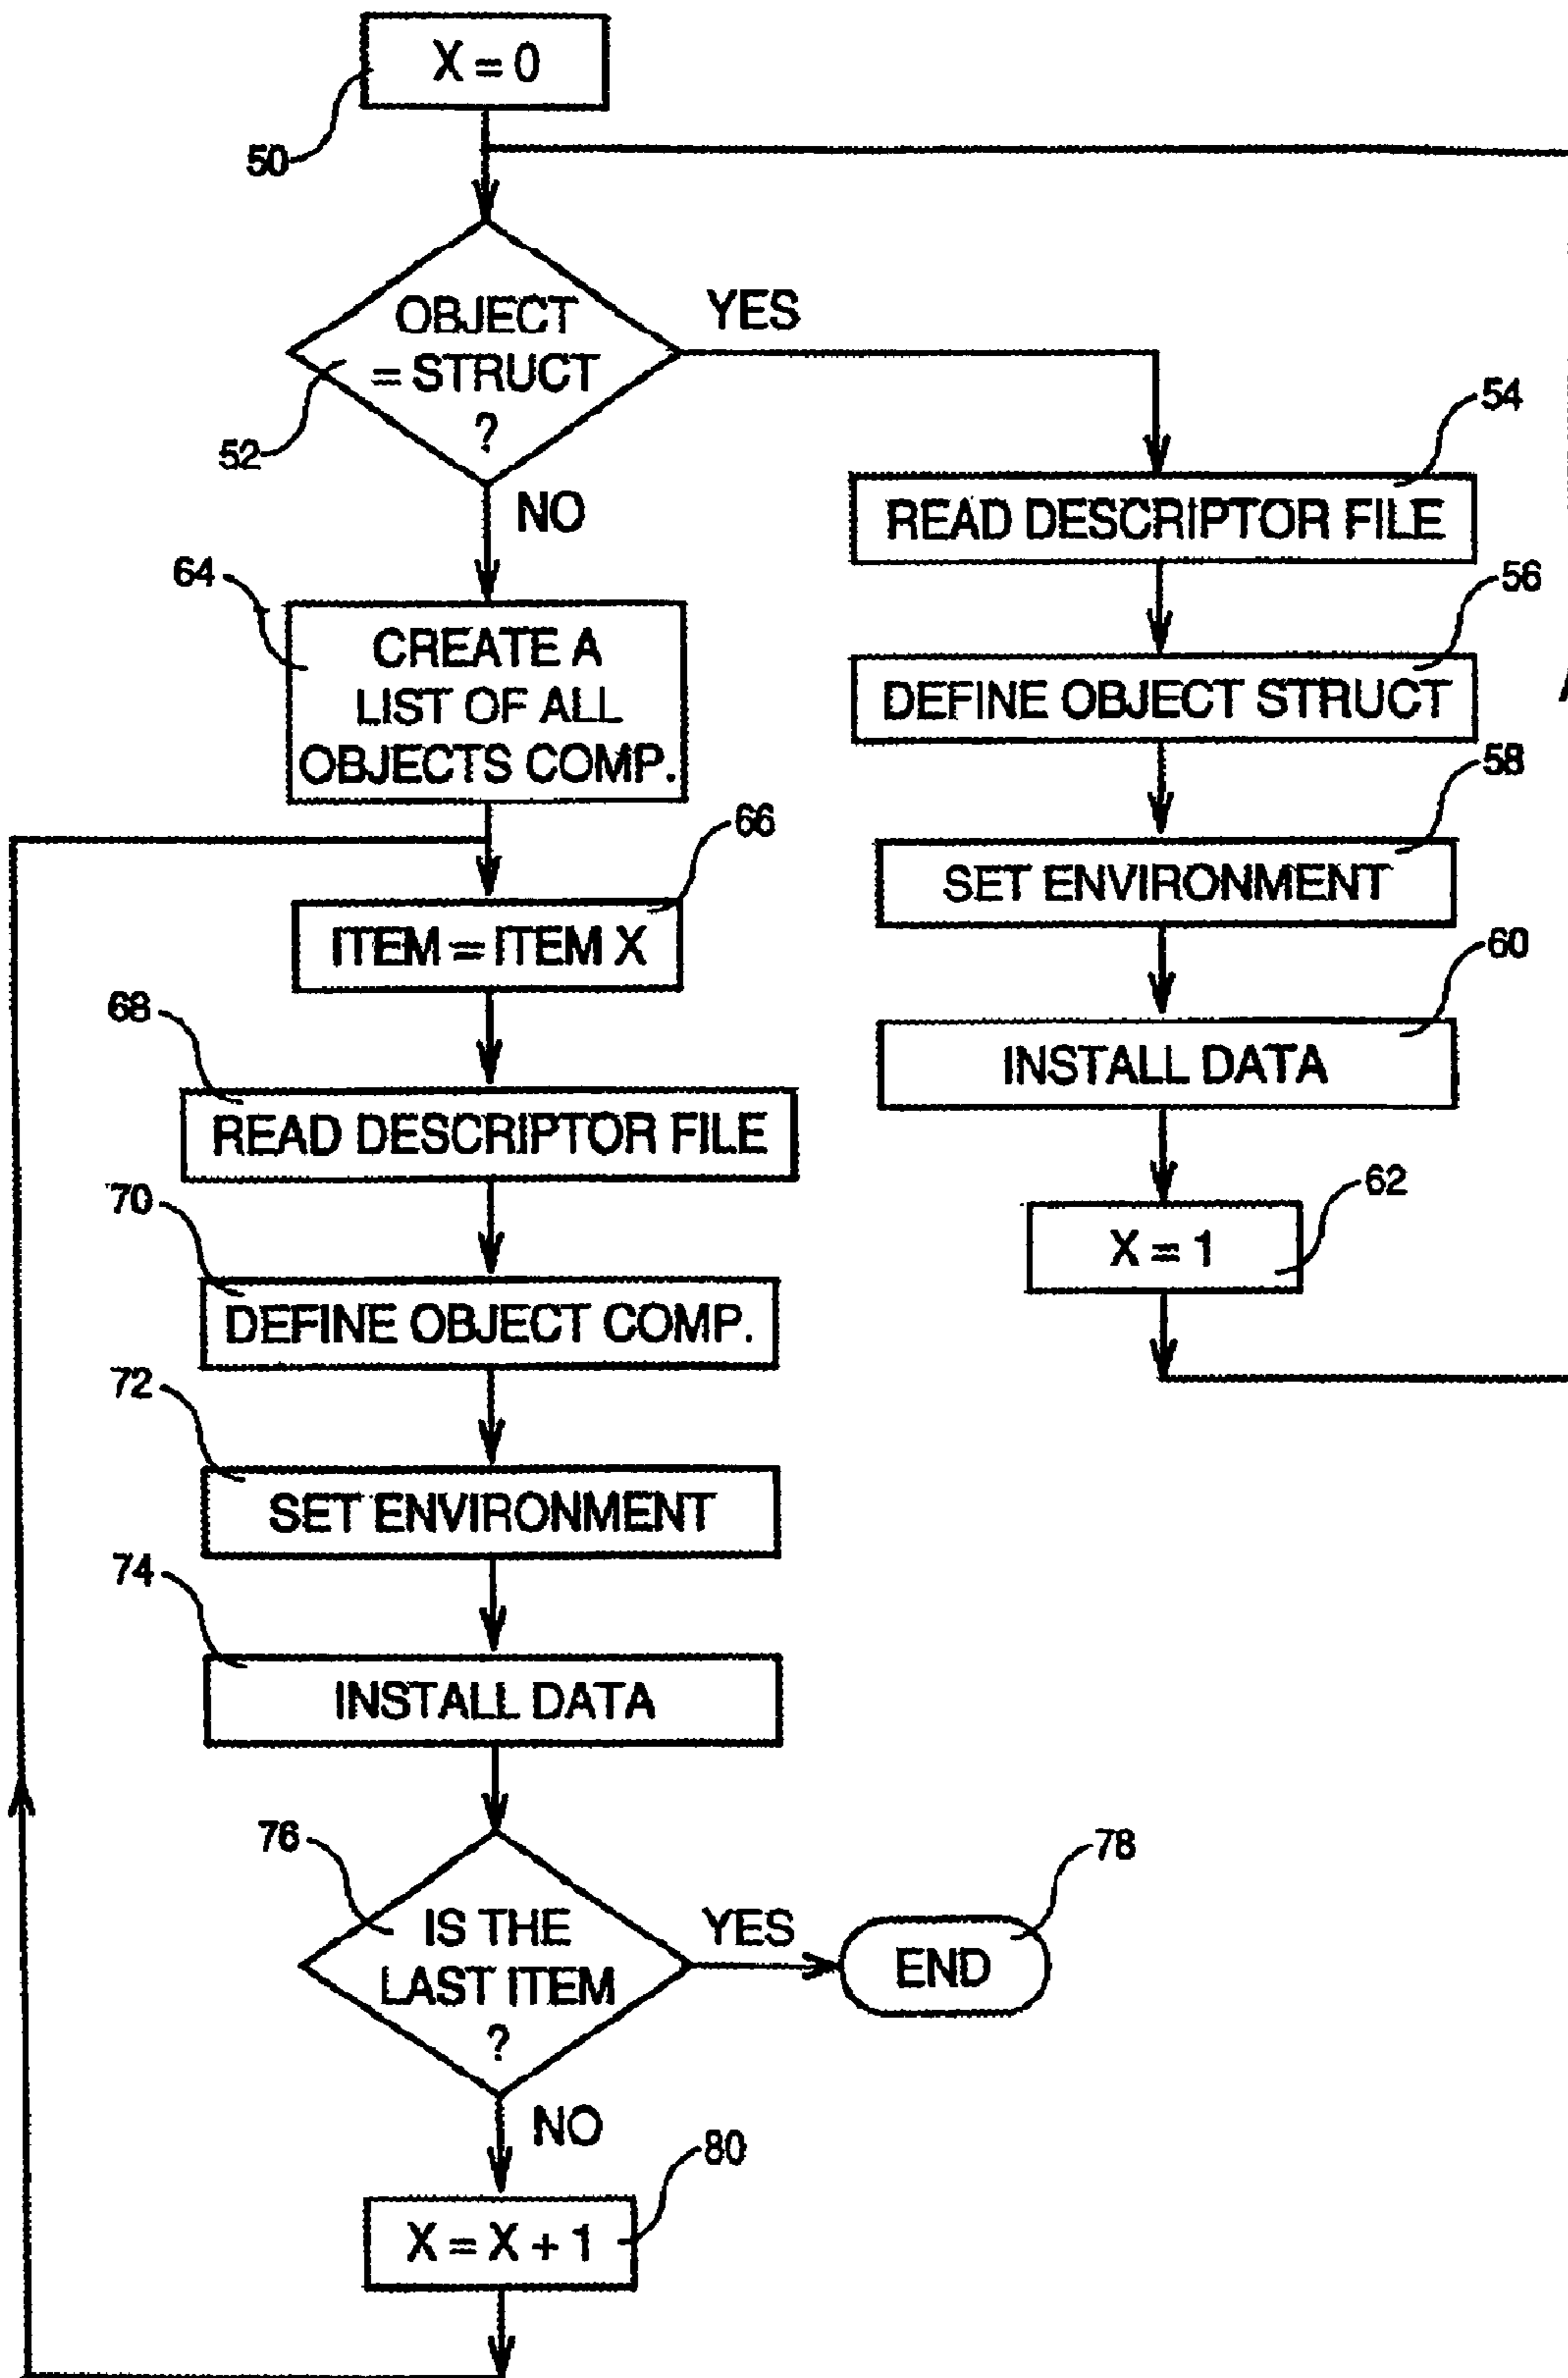 X = 0
50
OBJECT
= STRUCT
?
52
YES
NO
54
READ DESCRIPTOR FILE
56
DEFINE OBJECT STRUCT
58
SET ENVIRONMENT
60
INSTALL DATA
62
X = 1
64
CREATE A
LIST OF ALL
OBJECTS COMP.
66
ITEM = ITEM X
68
READ DESCRIPTOR FILE
70
DEFINE OBJECT COMP.
72
SET ENVIRONMENT
74
INSTALL DATA
76
IS THE
LAST ITEM
?
YES
78
END
NO
80
X = X + 1